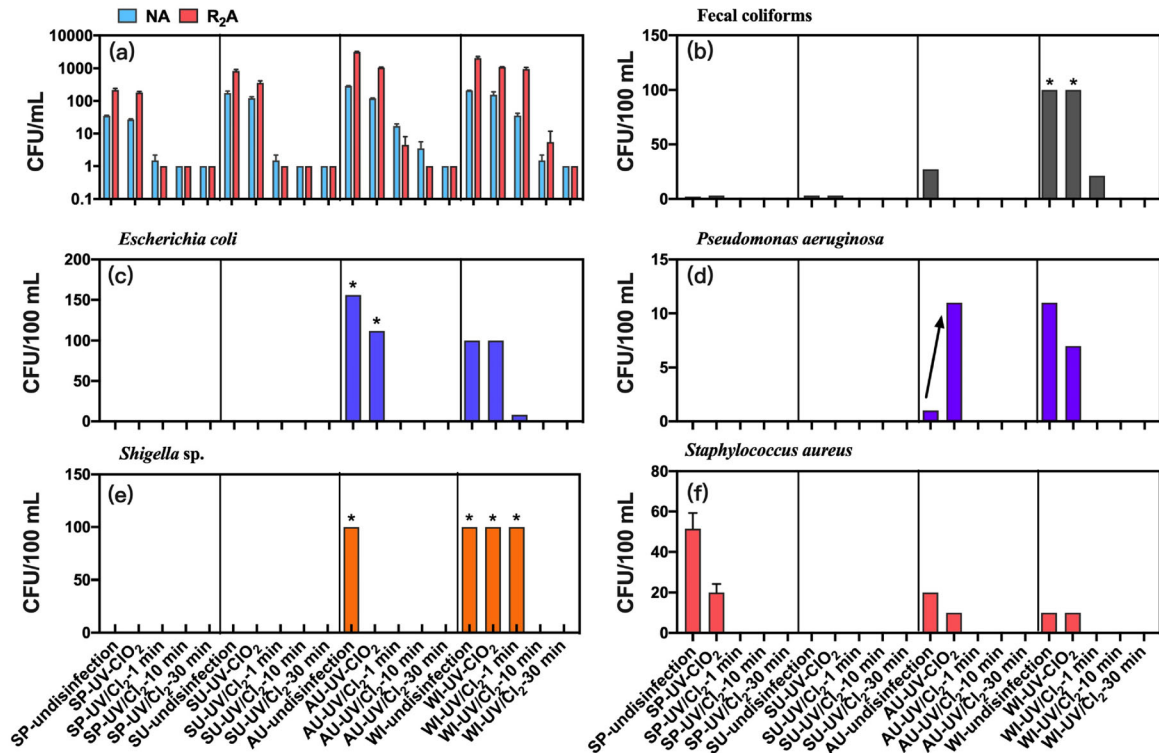 NA R₂A
(a)
CFU/mL
10000
1000
100
10
1
0.1
Fecal coliforms
(b)
CFU/100 mL
150
100
50
0
* *
Escherichia coli
(c)
CFU/100 mL
200
150
100
50
0
* *
Pseudomonas aeruginosa
(d)
CFU/100 mL
15
10
5
0
Shigella sp.
(e)
CFU/100 mL
150
100
50
0
* * * *
SP-undisinfection
SP-UV-ClO₂
SP-UV/Cl₂-1 min
SP-UV/Cl₂-10 min
SP-UV/Cl₂-30 min
SU-undisinfection
SU-UV-ClO₂
SU-UV/Cl₂-1 min
SU-UV/Cl₂-10 min
SU-UV/Cl₂-30 min
AU-undisinfection
AU-UV-ClO₂
AU-UV/Cl₂-1 min
AU-UV/Cl₂-10 min
AU-UV/Cl₂-30 min
WI-undisinfection
WI-UV-ClO₂
WI-UV/Cl₂-1 min
WI-UV/Cl₂-10 min
WI-UV/Cl₂-30 min
Staphylococcus aureus
(f)
CFU/100 mL
80
60
40
20
0
SP-undisinfection
SP-UV-ClO₂
SP-UV/Cl₂-1 min
SP-UV/Cl₂-10 min
SP-UV/Cl₂-30 min
SU-undisinfection
SU-UV-ClO₂
SU-UV/Cl₂-1 min
SU-UV/Cl₂-10 min
SU-UV/Cl₂-30 min
AU-undisinfection
AU-UV-ClO₂
AU-UV/Cl₂-1 min
AU-UV/Cl₂-10 min
AU-UV/Cl₂-30 min
WI-undisinfection
WI-UV-ClO₂
WI-UV/Cl₂-1 min
WI-UV/Cl₂-10 min
WI-UV/Cl₂-30 min